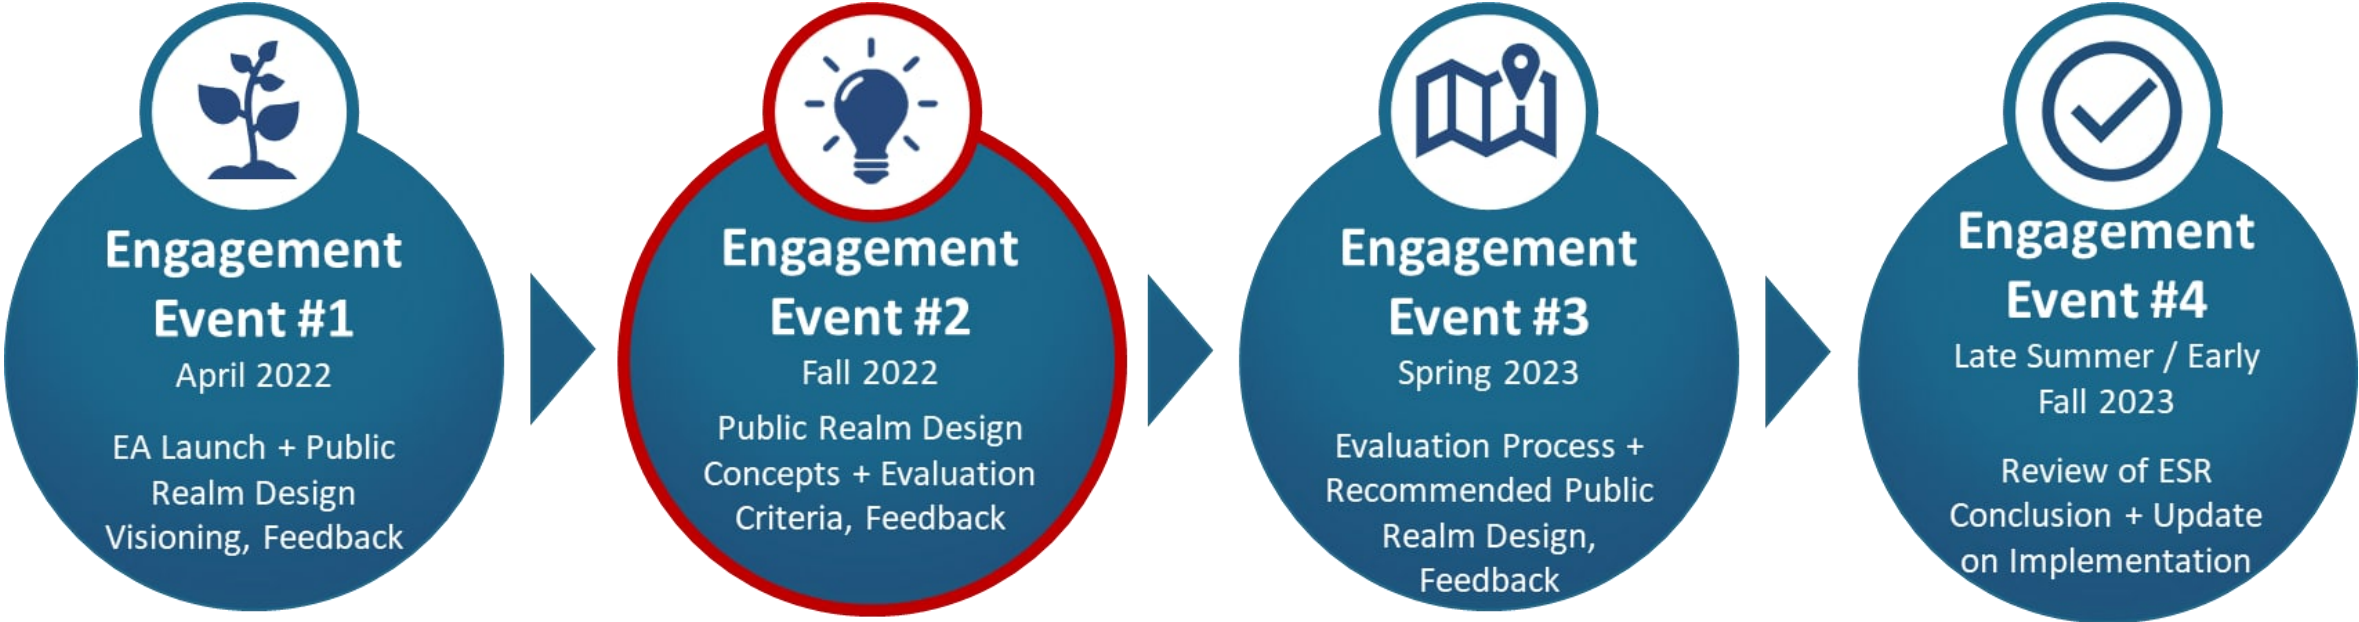 Engagement
Event #1
April 2022
EA Launch + Public
Realm Design
Visioning, Feedback
Engagement
Event #2
Fall 2022
Public Realm Design
Concepts + Evaluation
Criteria, Feedback
Engagement
Event #3
Spring 2023
Evaluation Process +
Recommended Public
Realm Design,
Feedback
Engagement
Event #4
Late Summer / Early
Fall 2023
Review of ESR
Conclusion + Update
on Implementation